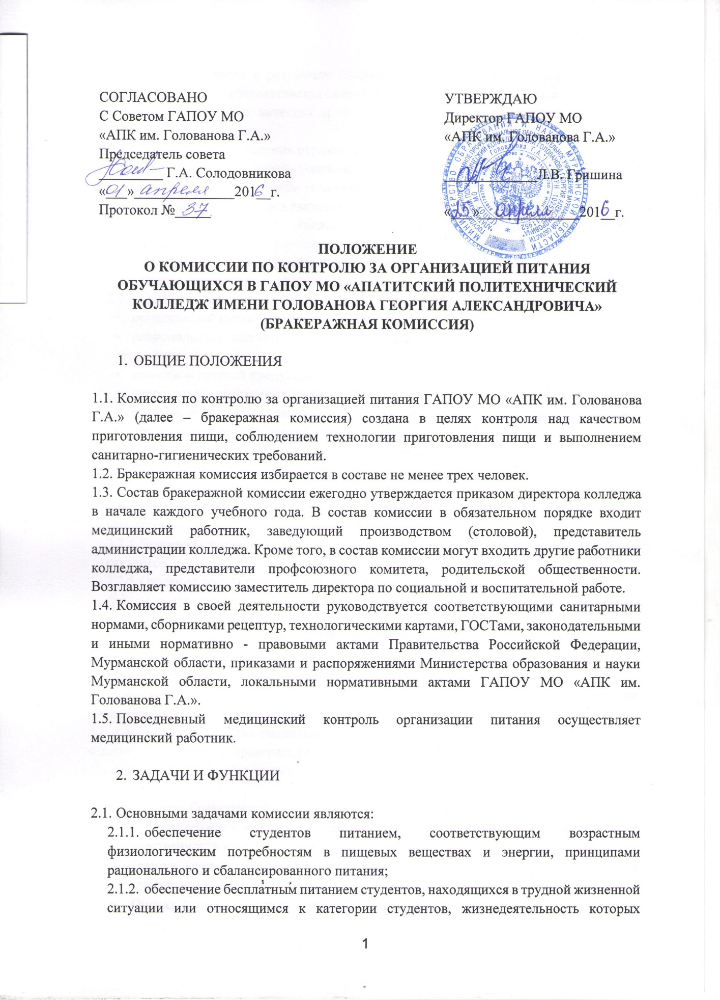 СОГЛАСОВАНО
С Советом ГАПОУ МО
«АПК им. Голованова Г.А.»
Председатель совета
_________ Г.А. Солодовникова
«01» апреля 2016 г.
Протокол № 37
УТВЕРЖДАЮ
Директор ГАПОУ МО
«АПК им. Голованова Г.А.»
_____________ Л.В. Гришина
«25» апреля 2016 г.
ПОЛОЖЕНИЕ
О КОМИССИИ ПО КОНТРОЛЮ ЗА ОРГАНИЗАЦИЕЙ ПИТАНИЯ
ОБУЧАЮЩИХСЯ В ГАПОУ МО «АПАТИТСКИЙ ПОЛИТЕХНИЧЕСКИЙ
КОЛЛЕДЖ ИМЕНИ ГОЛОВАНОВА ГЕОРГИЯ АЛЕКСАНДРОВИЧА»
(БРАКЕРАЖНАЯ КОМИССИЯ)
1. ОБЩИЕ ПОЛОЖЕНИЯ
1.1. Комиссия по контролю за организацией питания ГАПОУ МО «АПК им. Голованова
Г.А.» (далее – бракеражная комиссия) создана в целях контроля над качеством
приготовления пищи, соблюдением технологии приготовления пищи и выполнением
санитарно-гигиенических требований.
1.2. Бракеражная комиссия избирается в составе не менее трех человек.
1.3. Состав бракеражной комиссии ежегодно утверждается приказом директора колледжа
в начале каждого учебного года. В состав комиссии в обязательном порядке входит
медицинский работник, заведующий производством (столовой), представитель
администрации колледжа. Кроме того, в состав комиссии могут входить другие работники
колледжа, представители профсоюзного комитета, родительской общественности.
Возглавляет комиссию заместитель директора по социальной и воспитательной работе.
1.4. Комиссия в своей деятельности руководствуется соответствующими санитарными
нормами, сборниками рецептур, технологическими картами, ГОСТами, законодательными
и иными нормативно - правовыми актами Правительства Российской Федерации,
Мурманской области, приказами и распоряжениями Министерства образования и науки
Мурманской области, локальными нормативными актами ГАПОУ МО «АПК им.
Голованова Г.А.».
1.5. Повседневный медицинский контроль организации питания осуществляет
медицинский работник.
2. ЗАДАЧИ И ФУНКЦИИ
2.1. Основными задачами комиссии являются:
2.1.1. обеспечение студентов питанием, соответствующим возрастным
физиологическим потребностям в пищевых веществах и энергии, принципами
рационального и сбалансированного питания;
2.1.2. обеспечение бесплатным питанием студентов, находящихся в трудной жизненной
ситуации или относящимся к категории студентов, жизнедеятельность которых
1